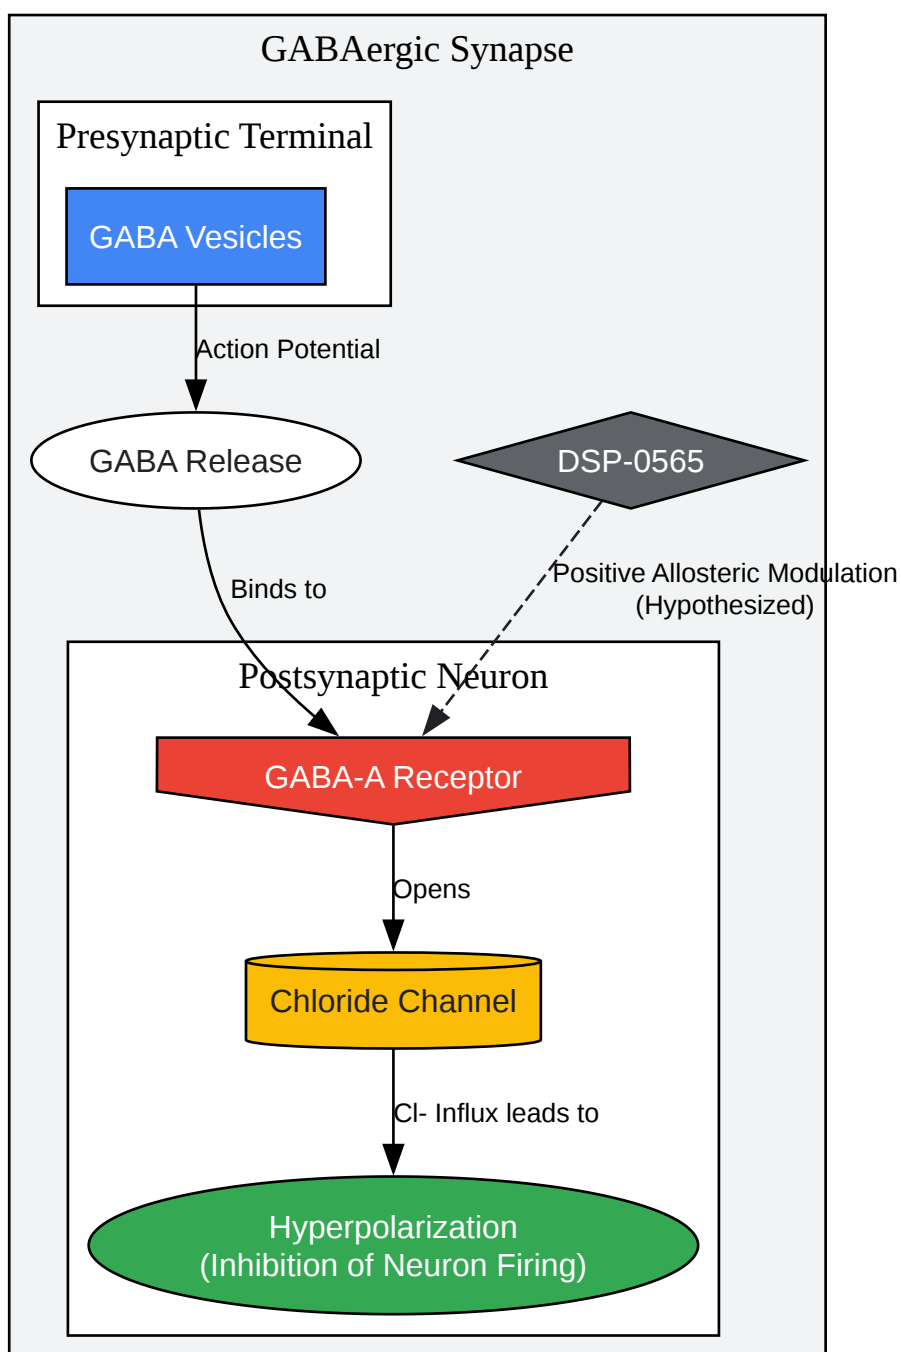 GABAergic Synapse
Presynaptic Terminal
GABA Vesicles
Action Potential
GABA Release
DSP-0565
Positive Allosteric Modulation
(Hypothesized)
Binds to
Postsynaptic Neuron
GABA-A Receptor
Opens
Chloride Channel
Cl- Influx leads to
Hyperpolarization
(Inhibition of Neuron Firing)